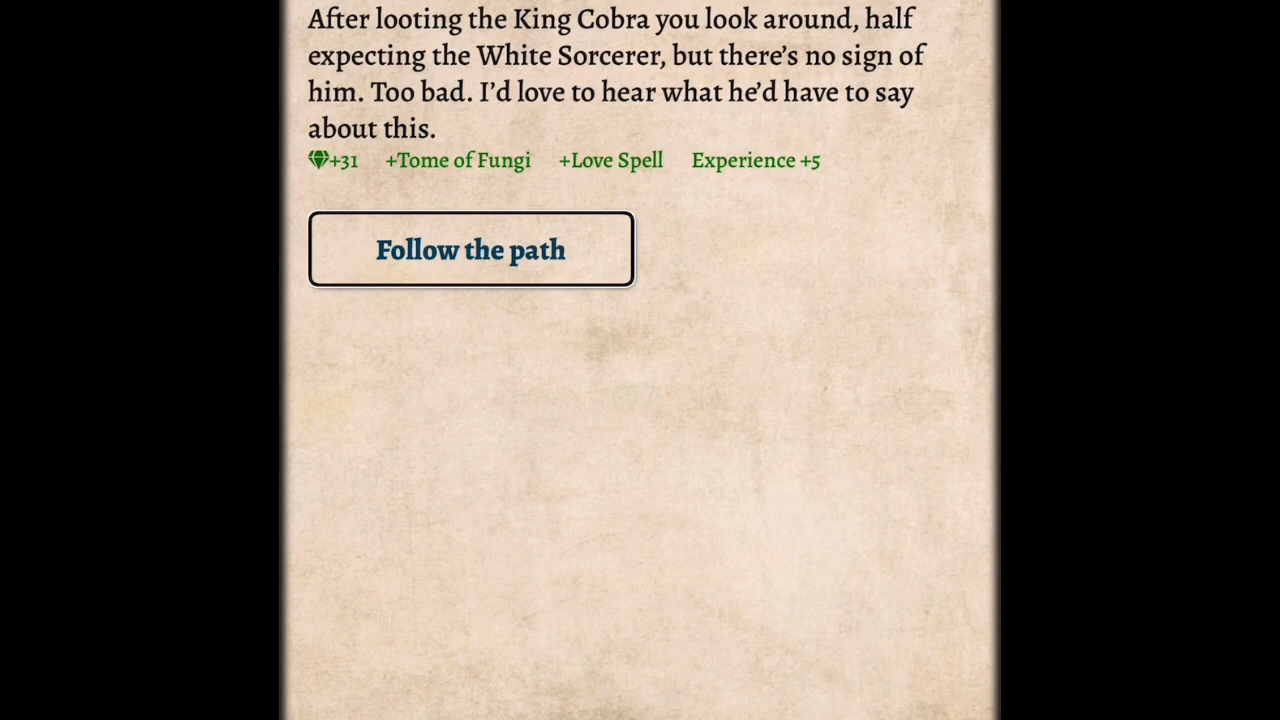 After looting the King Cobra you look around, half
expecting the White Sorcerer, but there’s no sign of
him. Too bad. I’d love to hear what he’d have to say
about this.
+31 +Tome of Fungi +Love Spell Experience +5
Follow the path